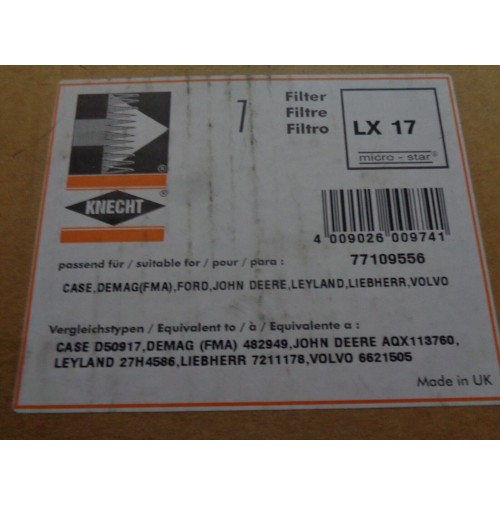 7
Filter
Filtre
Filtro
LX 17
micro - star®
KNECHT
4 009026 009741
passend für / suitable for / pour / para :
77109556
CASE,DEMAG(FMA),FORD,JOHN DEERE,LEYLAND,LIEBHERR,VOLVO
Vergleichstypen / Equivalent to / à / Equivalente a :
CASE D50917,DEMAG (FMA) 482949,JOHN DEERE AQX113760,
LEYLAND 27H4586,LIEBHERR 7211178,VOLVO 6621505
Made in UK